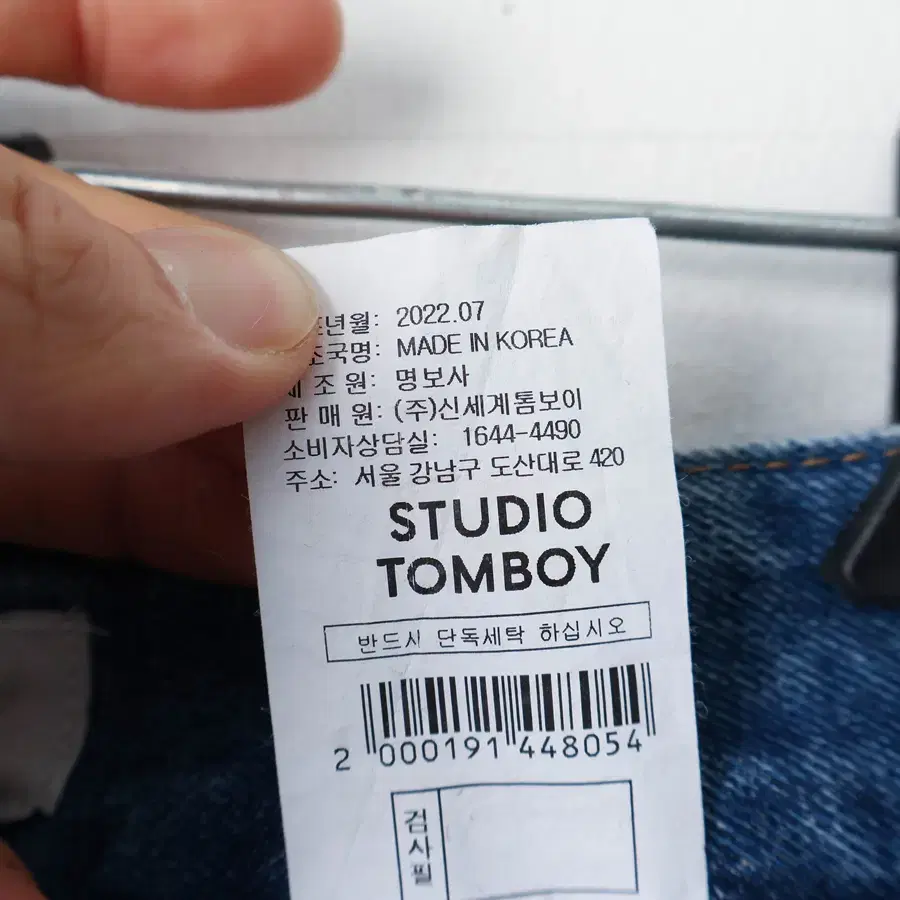 년월: 2022.07
조국명: MADE IN KOREA
제 조 원: 명보사
판 매 원: (주)신세계톰보이
소비자상담실: 1644-4490
주소: 서울 강남구 도산대로 420
STUDIO
TOMBOY
반드시 단독세탁 하십시오
2 000191 448054
검사필